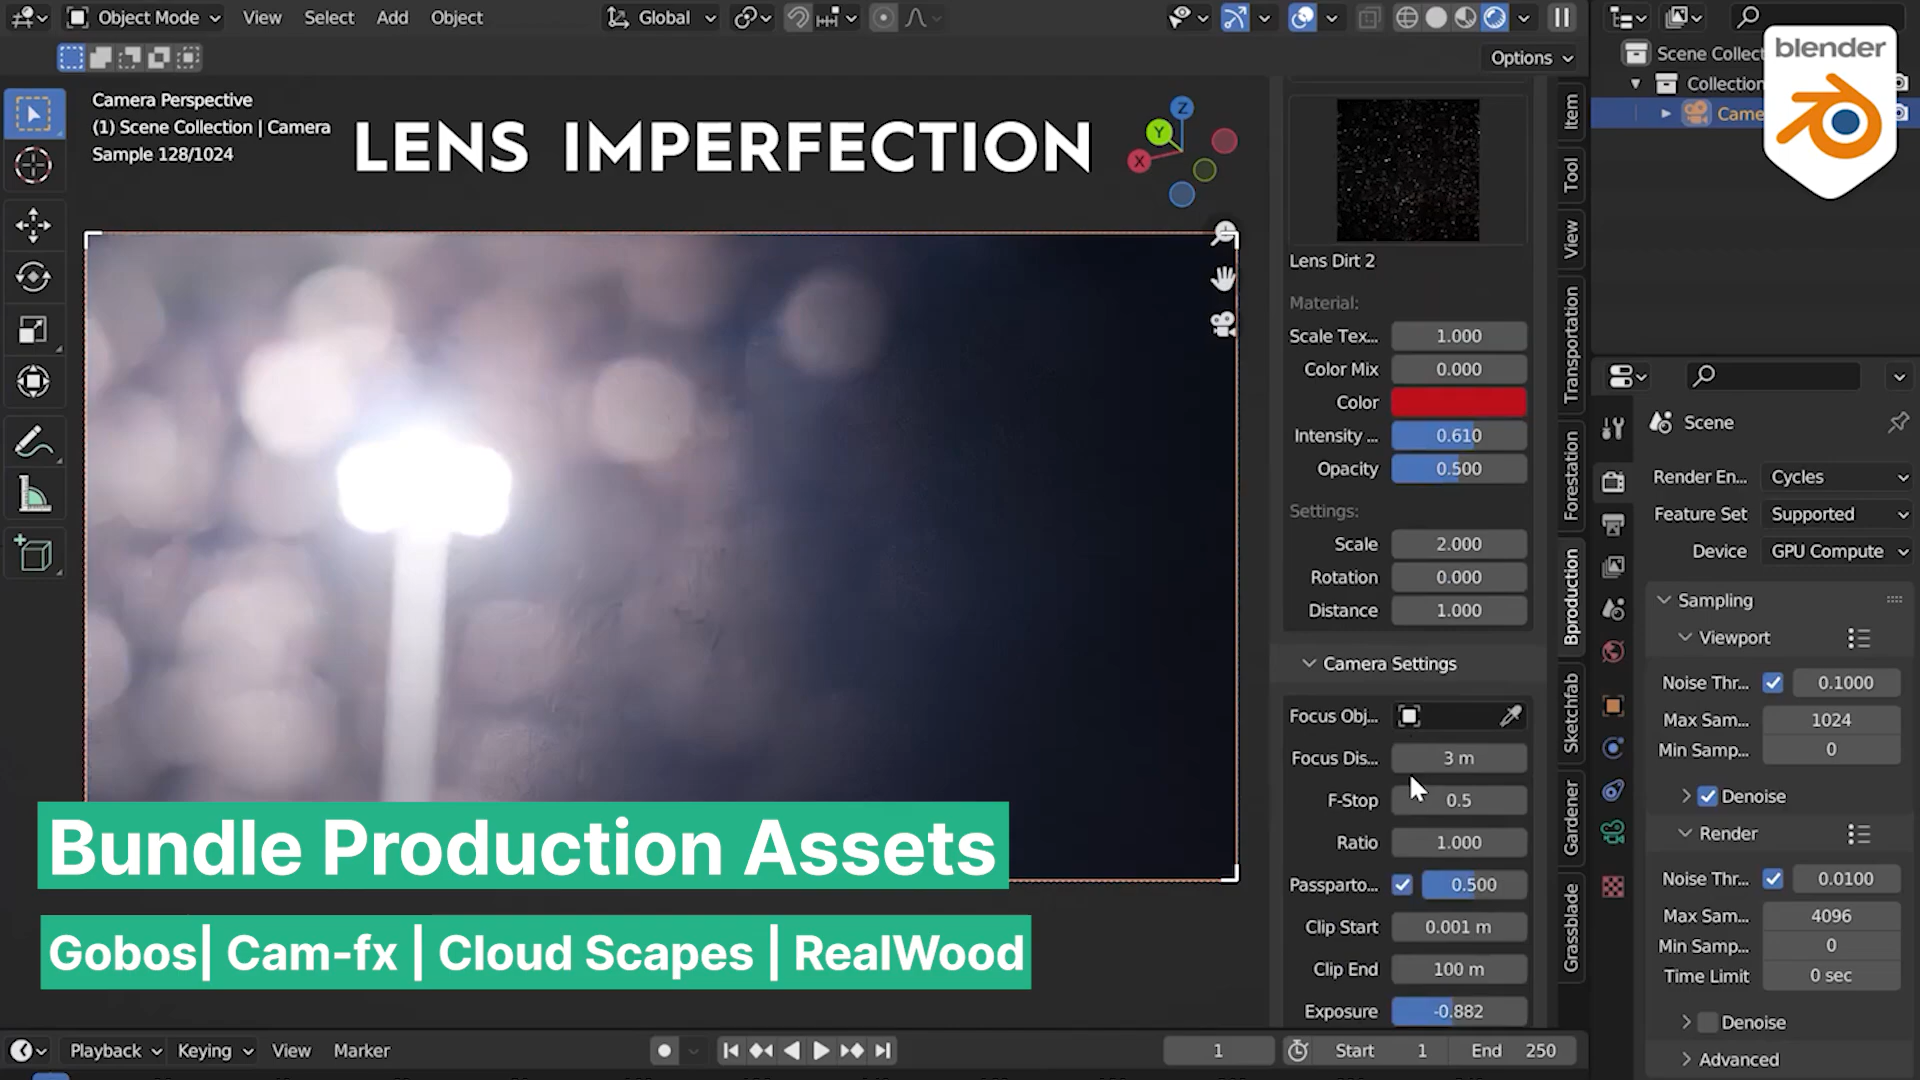 Object Mode View Select Add Object Global
Options
Camera Perspective
(1) Scene Collection | Camera
Sample 128/1024
LENS IMPERFECTION
Z
Y
X
Lens Dirt 2
Material:
Scale Tex... 1.000
Color Mix 0.000
Color
Intensity ... 0.610
Opacity 0.500
Settings:
Scale 2.000
Rotation 0.000
Distance 1.000
Camera Settings
Focus Obj...
Focus Dis... 3 m
F-Stop 0.5
Ratio 1.000
Passparto... 0.500
Clip Start 0.001 m
Clip End 100 m
Exposure -0.882
Item
Tool
View
Transportation
Forestation
Bproduction
Sketchfab
Gardener
Grassblade
Scene Collect
Collection
Came
blender
Scene
Render En... Cycles
Feature Set Supported
Device GPU Compute
Sampling
Viewport
Noise Thr... 0.1000
Max Sam... 1024
Min Samp... 0
Denoise
Render
Noise Thr... 0.0100
Max Sam... 4096
Min Samp... 0
Time Limit 0 sec
Denoise
Advanced
Bundle Production Assets
Gobos| Cam-fx | Cloud Scapes | RealWood
Playback Keying View Marker 1 Start 1 End 250